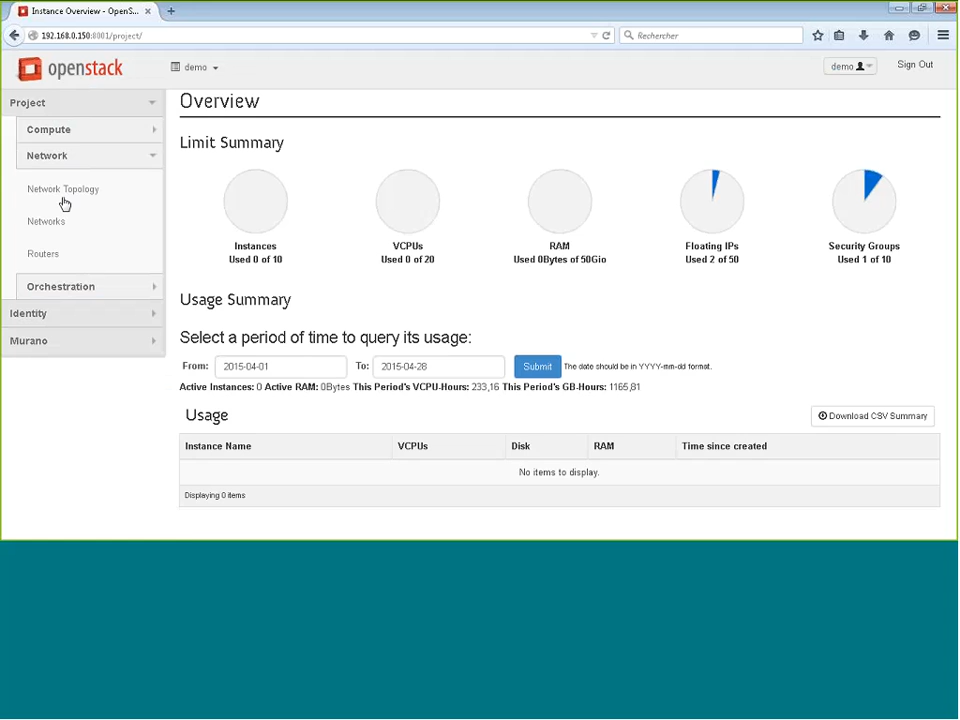 Instance Overview - OpenS...
192.168.0.150:8001/project/
Rechercher
openstack
demo
demo
Sign Out
Project
Compute
Network
Network Topology
Networks
Routers
Orchestration
Identity
Murano
Overview
Limit Summary
Instances
Used 0 of 10
VCPUs
Used 0 of 20
RAM
Used 0Bytes of 50Gio
Floating IPs
Used 2 of 50
Security Groups
Used 1 of 10
Usage Summary
Select a period of time to query its usage:
From: 2015-04-01 To: 2015-04-28 Submit The date should be in YYYY-mm-dd format.
Active Instances: 0 Active RAM: 0Bytes This Period's VCPU-Hours: 233,16 This Period's GB-Hours: 1165,81
Usage
Download CSV Summary
Instance Name VCPUs Disk RAM Time since created
No items to display.
Displaying 0 items